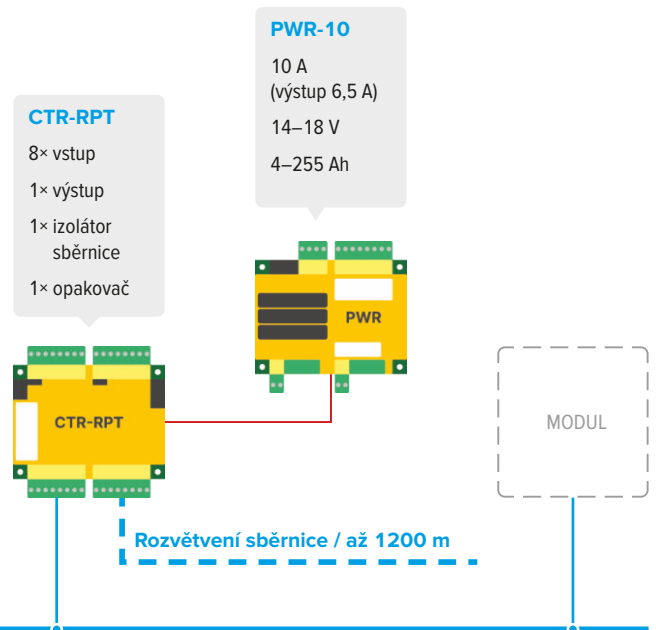 PWR-10
10 A
(výstup 6,5 A)
14–18 V
4–255 Ah
CTR-RPT
8× vstup
1× výstup
1× izolátor
sběrnice
1× opakovač
PWR
CTR-RPT
MODUL
Rozvětvení sběrnice / až 1200 m